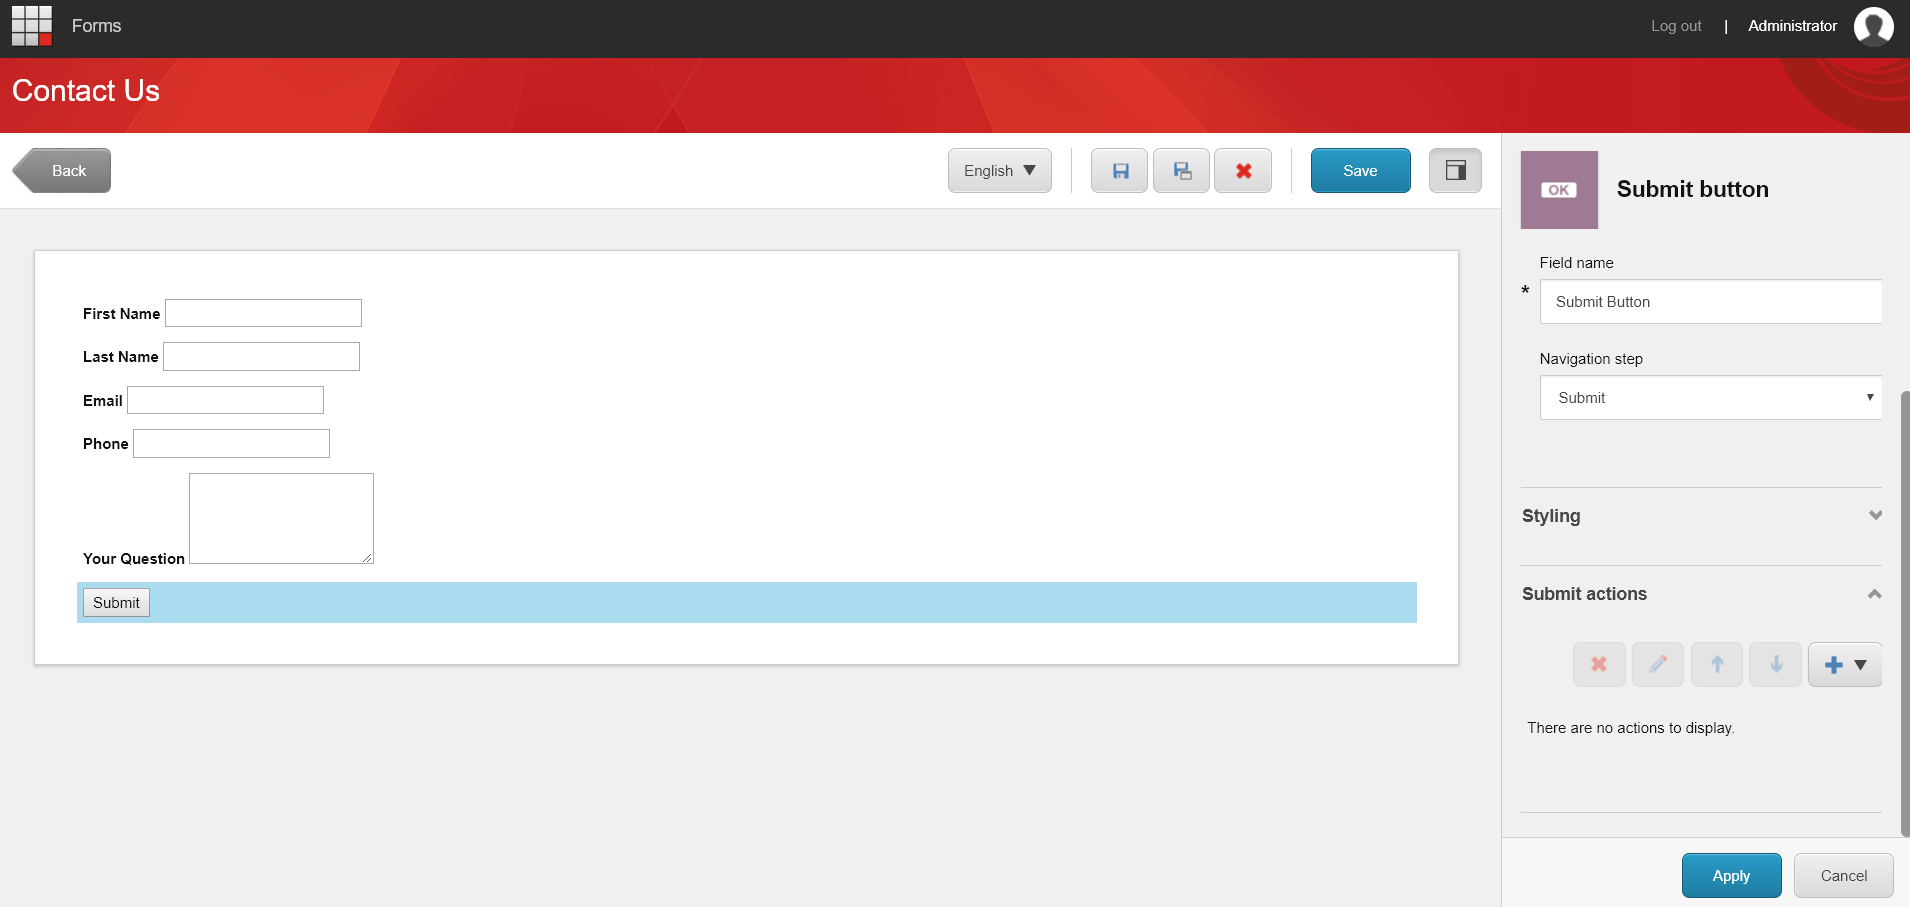 Forms
Log out | Administrator
Contact Us
Back
English
Save
First Name
Last Name
Email
Phone
Your Question
Submit
OK
Submit button
Field name
*
Submit Button
Navigation step
Submit
Styling
Submit actions
There are no actions to display.
Apply
Cancel